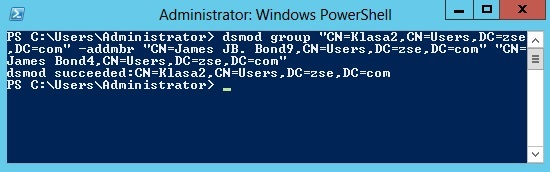 Administrator: Windows PowerShell
PS C:\Users\Administrator> dsmod group "CN=Klasa2,CN=Users,DC=zse
,DC=com" -addmbr "CN=James JB. Bond9,CN=Users,DC=zse,DC=com" "CN=
James Bond4,CN=Users,DC=zse,DC=com"
dsmod succeeded:CN=Klasa2,CN=Users,DC=zse,DC=com
PS C:\Users\Administrator> _